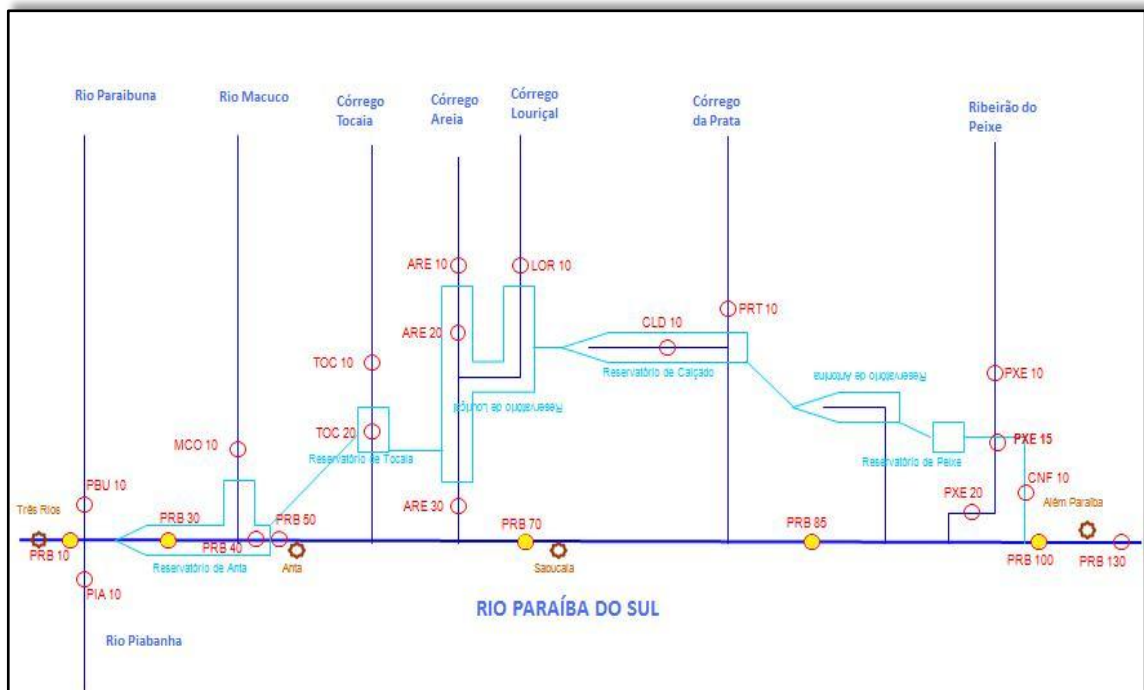 Rio Paraibuna
Rio Macuco
Córrego
Tocaia
Córrego
Areia
Córrego
Louriçal
Córrego
da Prata
Ribeirão do
Peixe
ARE 10
LOR 10
PRT 10
CLD 10
ARE 20
TOC 10
Reservatório de Calçado
Reservatório de Antonina
PXE 10
Reservatório de Louriçal
TOC 20
MCO 10
Reservatório de Tocaia
PXE 15
Reservatório de Peixe
CNF 10
PBU 10
ARE 30
PXE 20
Além Paraíba
Três Rios
PRB 30
PRB 50
PRB 70
PRB 85
PRB 10
PRB 40
PRB 100
PRB 130
Reservatório de Anta
Anta
Sapucaia
PIA 10
RIO PARAÍBA DO SUL
Rio Piabanha